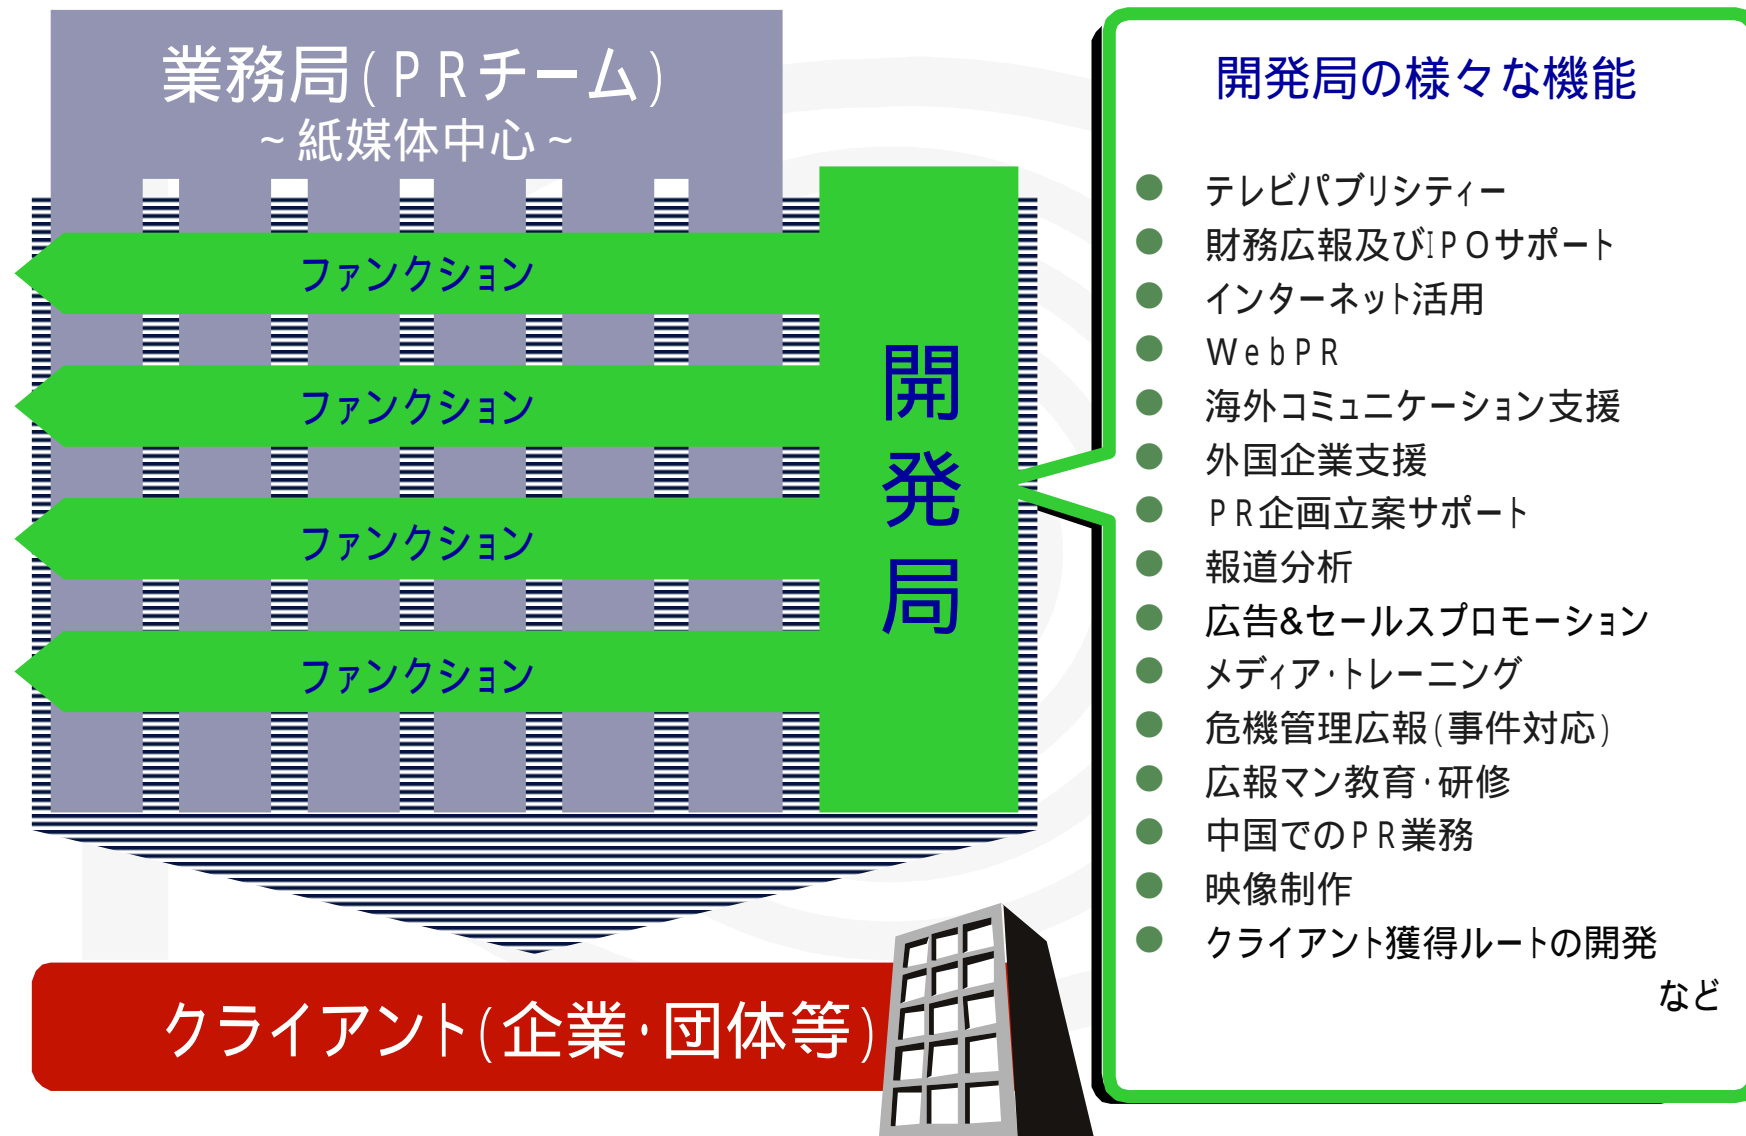 業務局(PRチーム)
~紙媒体中心~
ファンクション
ファンクション
ファンクション
ファンクション
開発局
クライアント(企業・団体等)
開発局の様々な機能
● テレビパブリシティー
● 財務広報及びIPOサポート
● インターネット活用
● WebPR
● 海外コミュニケーション支援
● 外国企業支援
● PR企画立案サポート
● 報道分析
● 広告&セールスプロモーション
● メディア・トレーニング
● 危機管理広報(事件対応)
● 広報マン教育・研修
● 中国でのPR業務
● 映像制作
● クライアント獲得ルートの開発
など